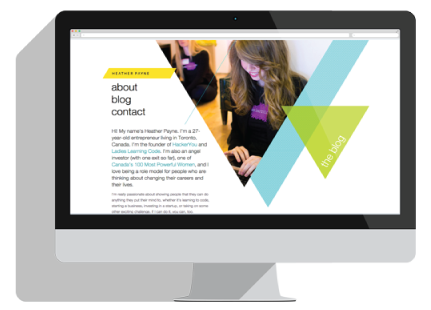 HEATHER PAYNE
about
blog
contact
Hi! My name's Heather Payne. I'm a 27-
year-old entrepreneur living in Toronto,
Canada. I'm the founder of HackerYou and
Ladies Learning Code. I'm also an angel
investor (with one exit so far), one of
Canada's 100 Most Powerful Women, and I
love being a role model for people who are
thinking about changing their careers and
their lives.
I'm really passionate about showing people that they can do
anything they put their mind to, whether it's learning to code,
starting a business, investing in a startup, or taking on some
other exciting challenge. If I can do it, you can, too.
the blog